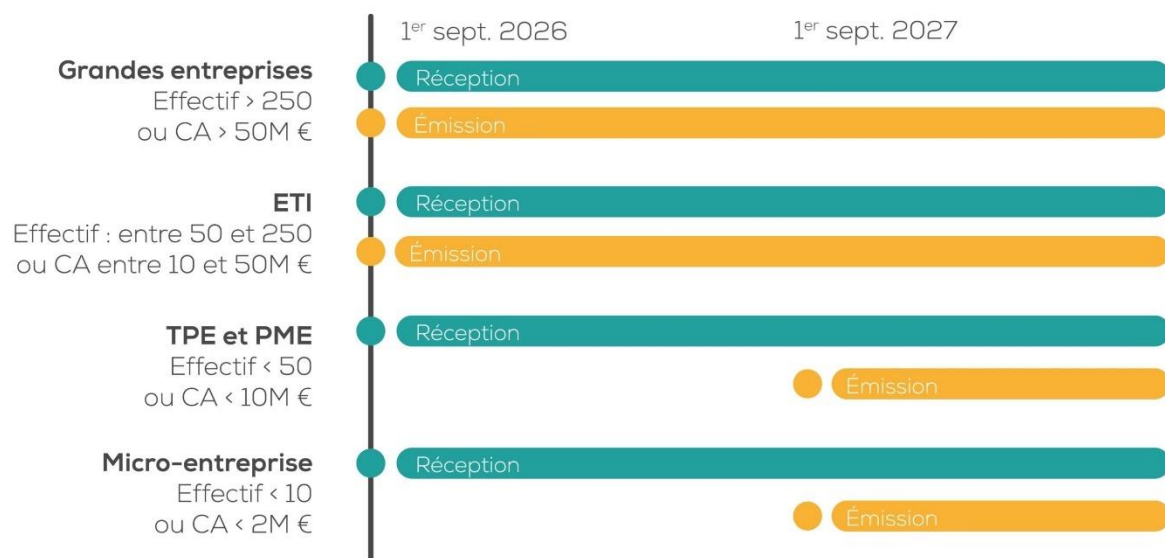 1er sept. 2026
1er sept. 2027
Grandes entreprises
Effectif > 250
ou CA > 50M €
Réception
Émission
ETI
Effectif : entre 50 et 250
ou CA entre 10 et 50M €
Réception
Émission
TPE et PME
Effectif < 50
ou CA < 10M €
Réception
Émission
Micro-entreprise
Effectif < 10
ou CA < 2M €
Réception
Émission